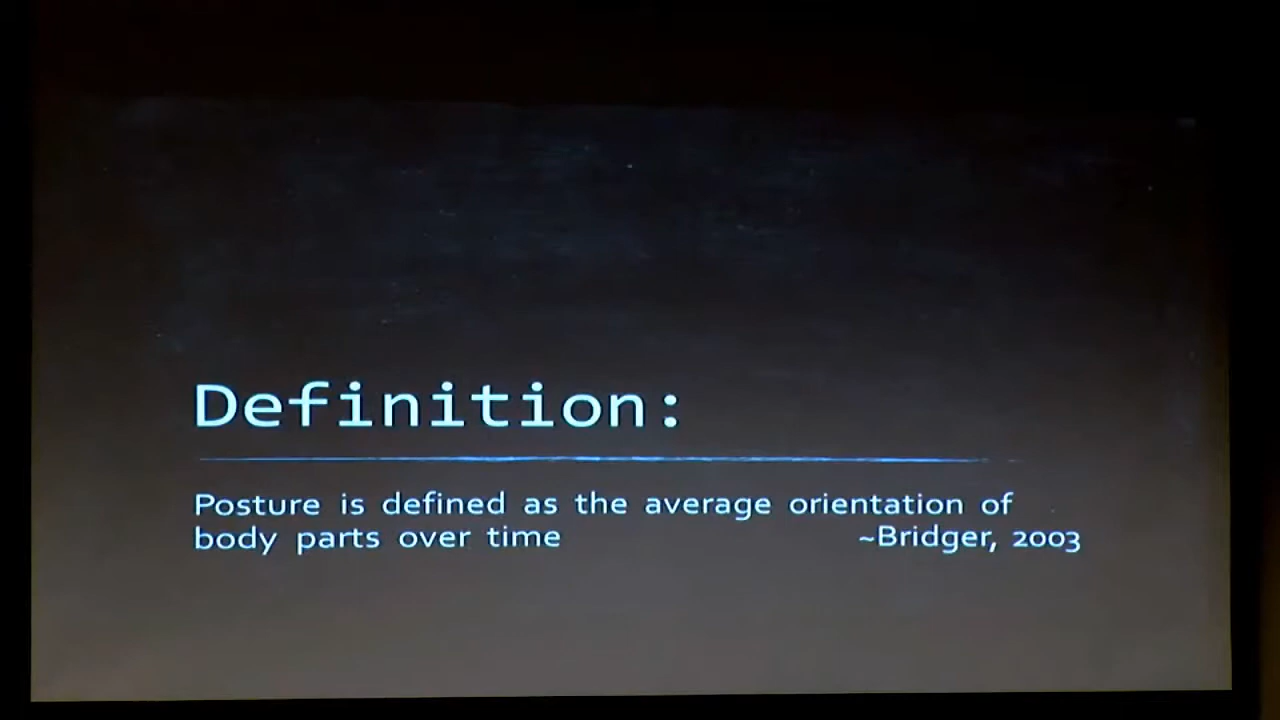 Definition:
Posture is defined as the average orientation of
body parts over time ~Bridger, 2003